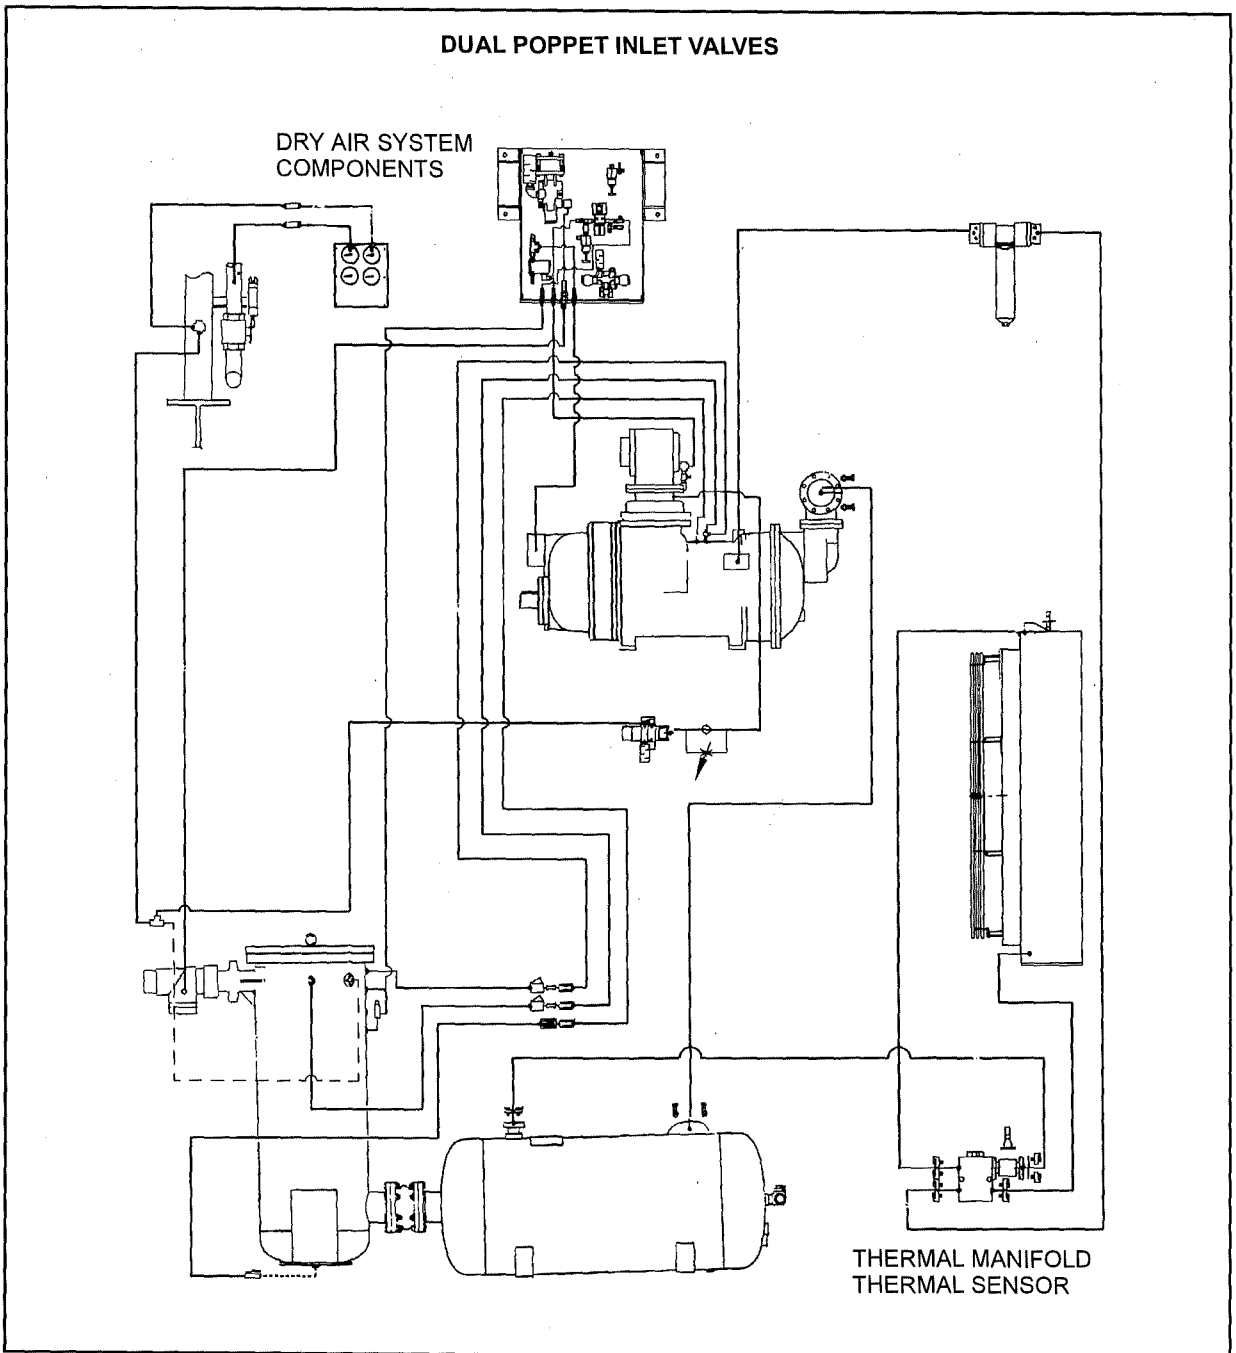 DUAL POPPET INLET VALVES
DRY AIR SYSTEM
COMPONENTS
THERMAL MANIFOLD
THERMAL SENSOR